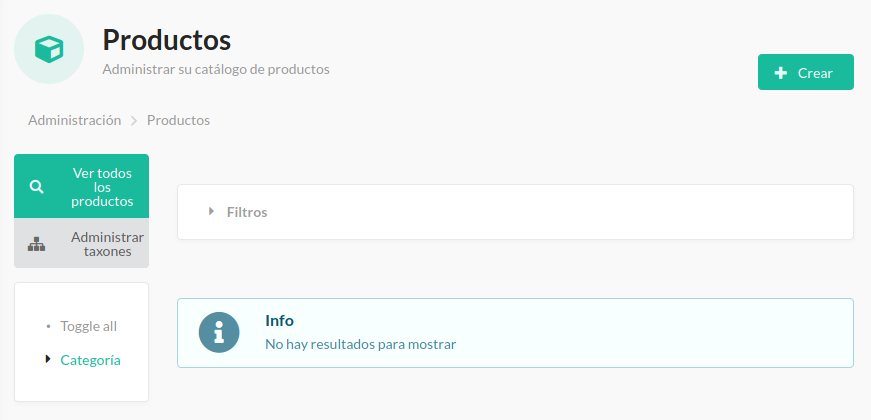 Productos
Administrar su catálogo de productos
Crear
Administración
Productos
Ver todos
los
productos
Administrar
taxones
Toggle all
Categoría
Filtros
Info
No hay resultados para mostrar